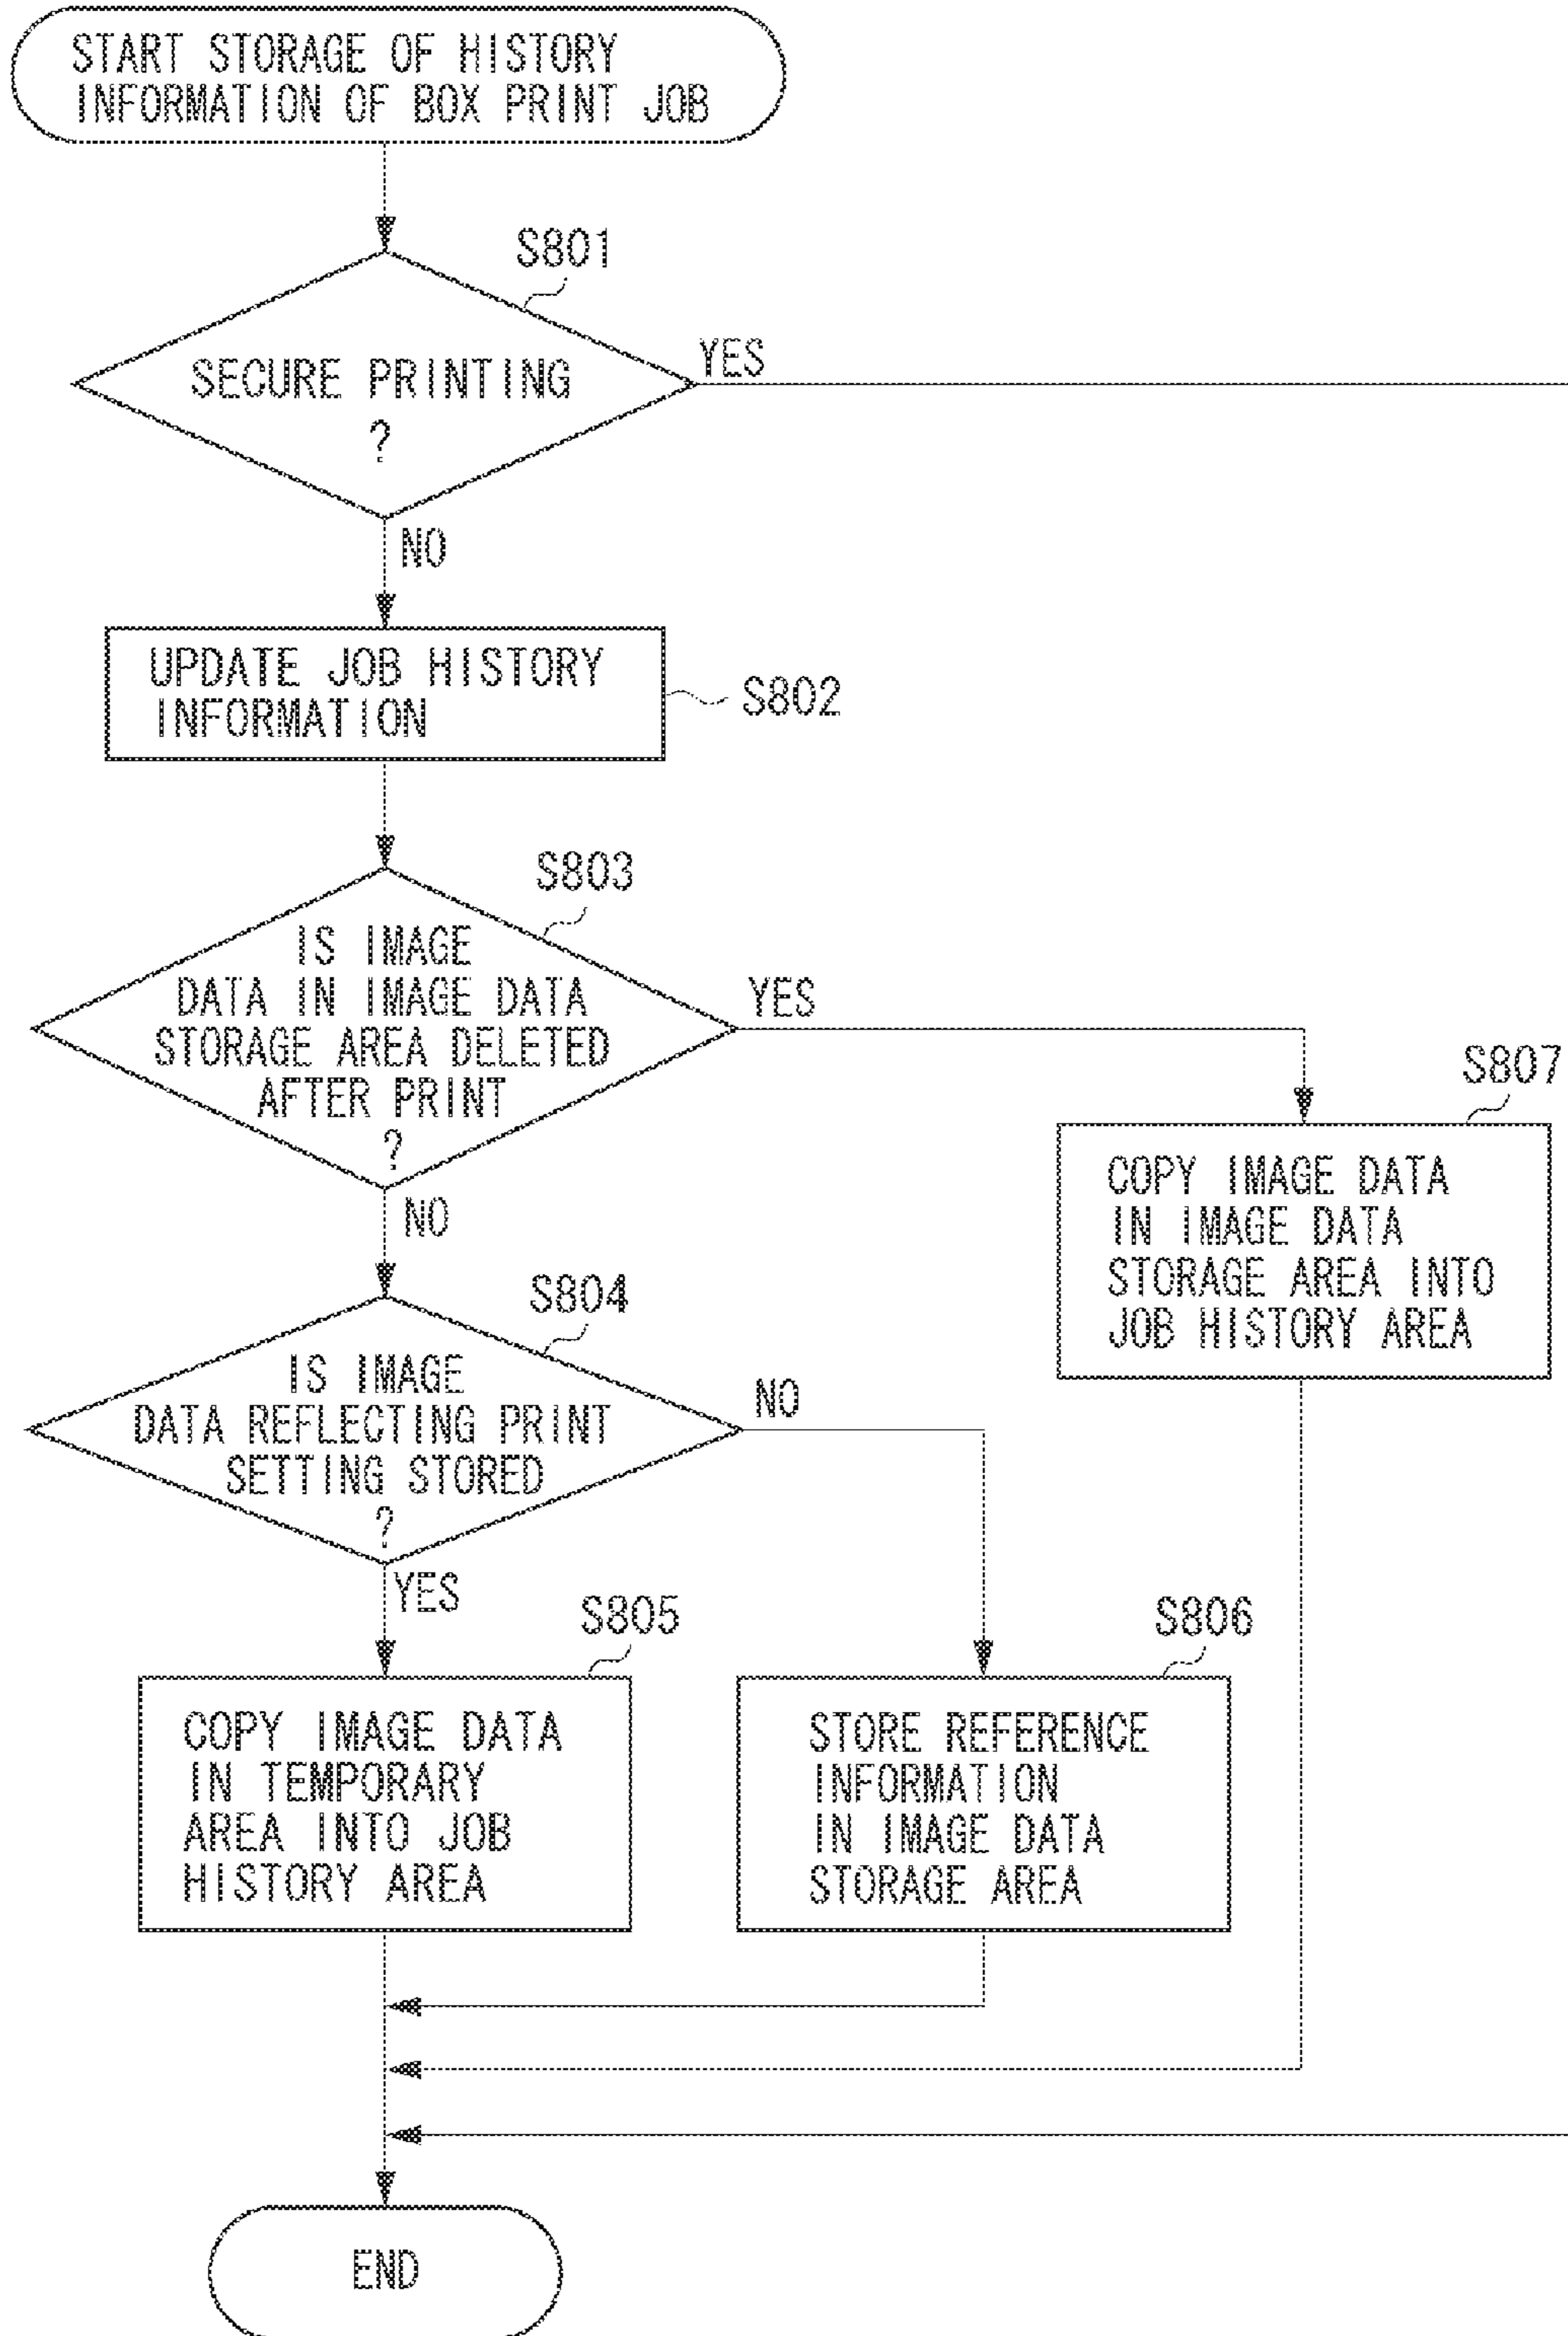 START STORAGE OF HISTORY
INFORMATION OF BOX PRINT JOB
S801
SECURE PRINTING
?
YES
NO
UPDATE JOB HISTORY
INFORMATION
S802
S803
IS IMAGE
DATA IN IMAGE DATA
STORAGE AREA DELETED
AFTER PRINT
?
YES
NO
S807
COPY IMAGE DATA
IN IMAGE DATA
STORAGE AREA INTO
JOB HISTORY AREA
S804
IS IMAGE
DATA REFLECTING PRINT
SETTING STORED
?
NO
YES
S805
COPY IMAGE DATA
IN TEMPORARY
AREA INTO JOB
HISTORY AREA
S806
STORE REFERENCE
INFORMATION
IN IMAGE DATA
STORAGE AREA
END